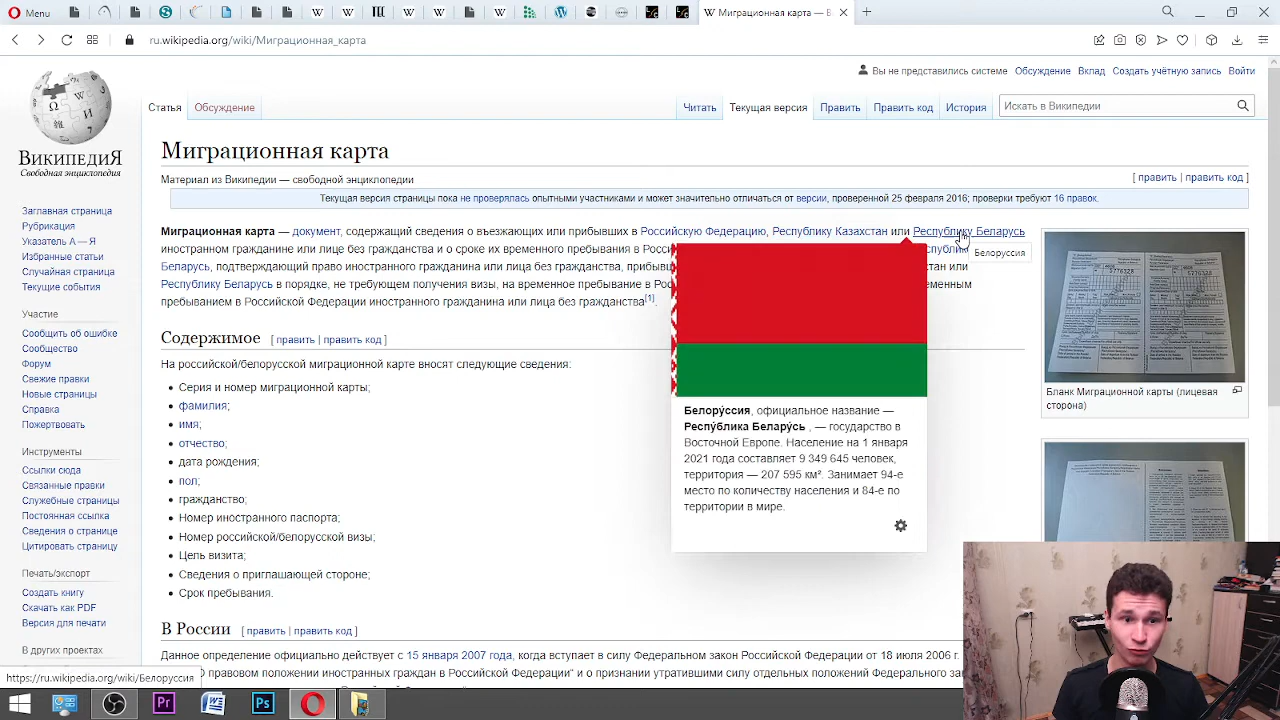 Menu
Миграционная карта — В
ru.wikipedia.org/wiki/Миграционная_карта
ВикипедиЯ
Свободная энциклопедия
Вы не представились системе Обсуждение Вклад Создать учётную запись Войти
Статья Обсуждение Читать Текущая версия Править Править код История Искать в Википедии
Миграционная карта
Материал из Википедии — свободной энциклопедии
[ править | править код ]
Текущая версия страницы пока не проверялась опытными участниками и может значительно отличаться от версии, проверенной 25 февраля 2016; проверки требуют 16 правок.
Миграционная карта — документ, содержащий сведения о въезжающих или прибывших в Российскую Федерацию, Республику Казахстан или Республику Беларусь
иностранном гражданине или лице без гражданства и о сроке их временного пребывания в Росси
Беларусь, подтверждающий право иностранного гражданина или лица без гражданства, прибывш
Республику Беларусь в порядке, не требующем получения визы, на временное пребывание в Рос
пребыванием в Российской Федерации иностранного гражданина или лица без гражданства[1].
Белоруссия
Содержимое [ править | править код ]
На российской/белорусской миграционной карте вносят следующие сведения:
Серия и номер миграционной карты;
фамилия;
имя;
отчество;
дата рождения;
пол;
гражданство;
Номер иностранного паспорта;
Номер российской/белорусской визы;
Цель визита;
Сведения о приглашающей стороне;
Срок пребывания.
В России [ править | править код ]
Данное определение официально действует с 15 января 2007 года, когда вступает в силу Федеральном закон Российской Федерации от 18 июля 2006 г.
О правовом положении иностранных граждан в Российской Федерации" и о признании утратившими силу отдельных положений Федерального зак
Белору́ссия, официальное название —
Респу́блика Белару́сь , — государство в
Восточной Европе. Население на 1 января
2021 года составляет 9 349 645 человек,
территория — 207 595 км². Занимает 94-е
место по количеству населения и 84-е по
территории в мире.
Бланк Миграционной карты (лицевая
сторона)
Заглавная страница
Рубрикация
Указатель А — Я
Избранные статьи
Случайная страница
Текущие события
Участие
Сообщить об ошибке
Сообщество
Форум
Свежие правки
Новые страницы
Справка
Пожертвовать
Инструменты
Ссылки сюда
Связанные правки
Служебные страницы
Постоянная ссылка
Сведения о странице
Цитировать страницу
Печать/экспорт
Создать книгу
Скачать как PDF
Версия для печати
В других проектах
https://ru.wikipedia.org/wiki/Белоруссия
Pr
Ps